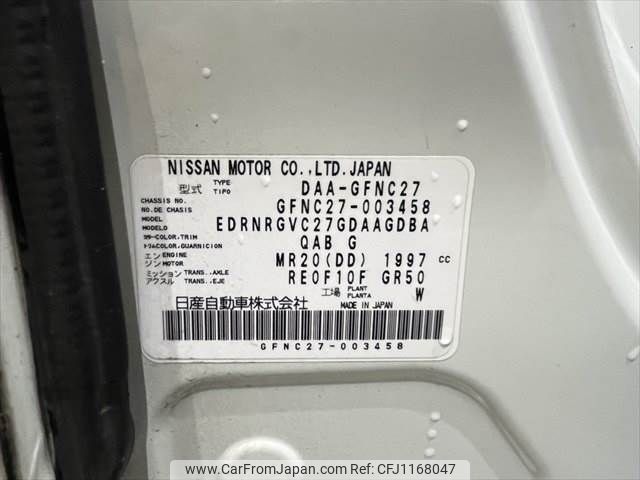 NISSAN MOTOR CO.,LTD.JAPAN
型式 TYPE TIPO DAA-GFNC27
CHASSIS NO. NO.DE CHASIS GFNC27-003458
MODEL MODELO EDRNRGVC27GDAAGDBA
カラー COLOR,TRIM トリム COLOR,GUARNICION QAB G
エンジン ENGINE MOTOR MR20(DD) 1997 cc
ミッション TRANS.,AXLE アクスル TRANS.,EJE RE0F10F GR50
工場 PLANT PLANTA W
日産自動車株式会社 MADE IN JAPAN
GFNC27-003458
www.CarFromJapan.com | REF No. CFJ1168047